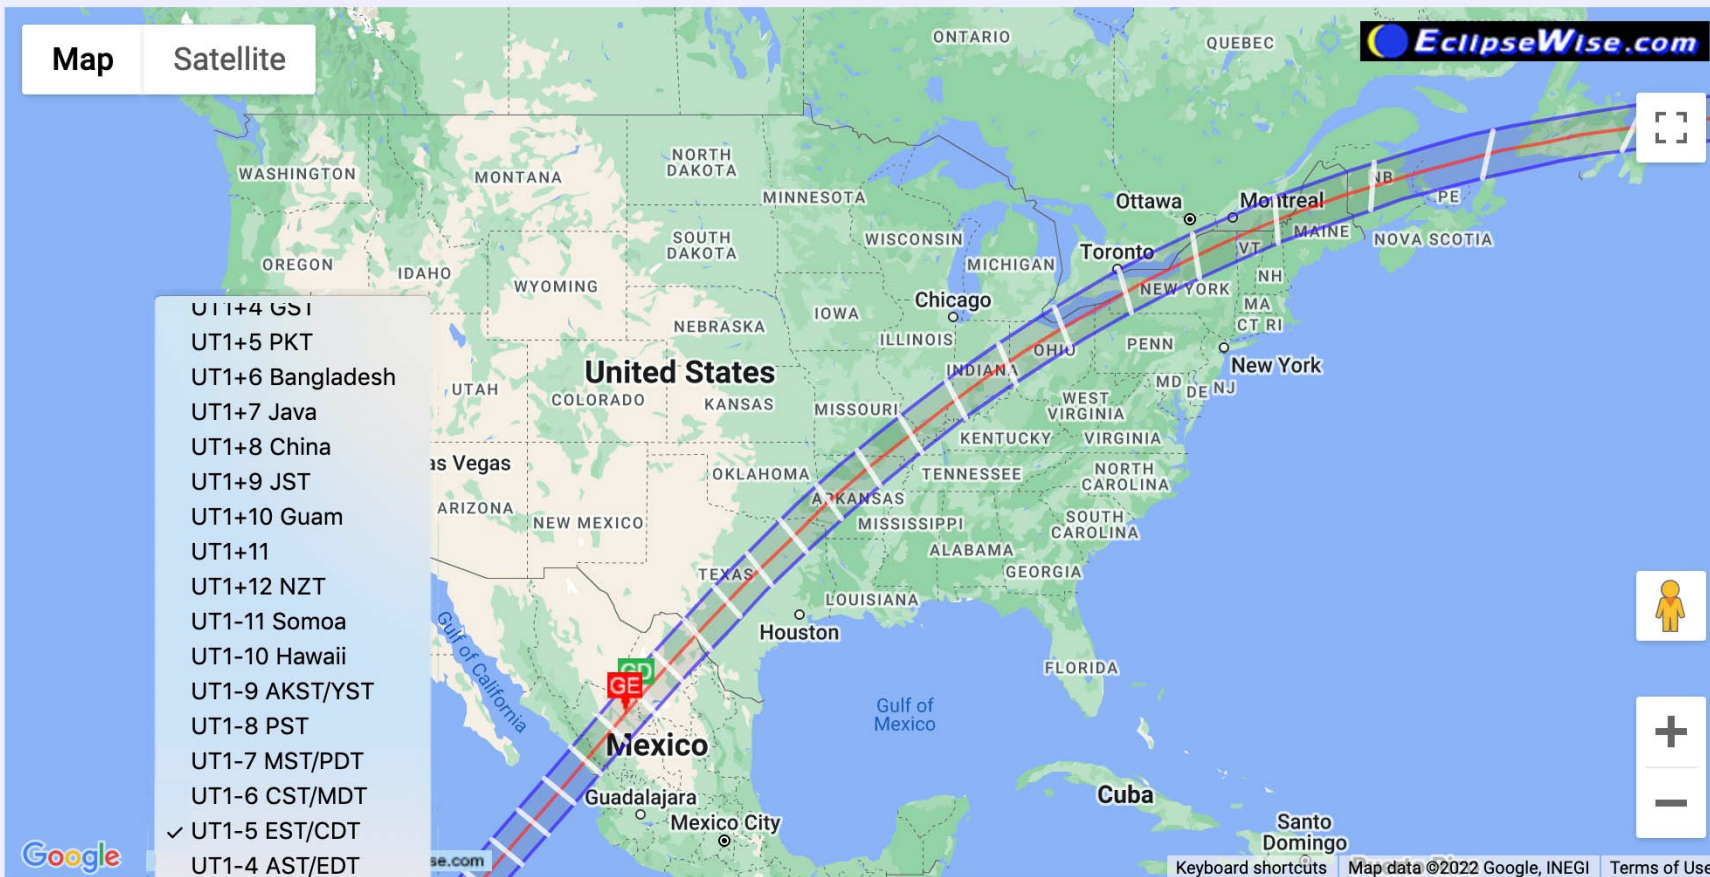 Map
Satellite
EclipseWise.com
ONTARIO
QUEBEC
WASHINGTON
MONTANA
NORTH
DAKOTA
MINNESOTA
Ottawa
Montreal
NB
PE
OREGON
IDAHO
SOUTH
DAKOTA
WISCONSIN
MICHIGAN
Toronto
VT
MAINE
NOVA SCOTIA
WYOMING
NEW YORK
NH
MA
CT RI
Chicago
IOWA
NEBRASKA
ILLINOIS
INDIANA
OHIO
PENN
New York
United States
UTAH
COLORADO
KANSAS
MISSOURI
WEST
VIRGINIA
MD
DE
NJ
KENTUCKY
VIRGINIA
as Vegas
OKLAHOMA
TENNESSEE
NORTH
CAROLINA
ARIZONA
NEW MEXICO
ARKANSAS
MISSISSIPPI
SOUTH
CAROLINA
ALABAMA
TEXAS
GEORGIA
LOUISIANA
Houston
Gulf of California
GD
GE
FLORIDA
Gulf of
Mexico
Mexico
Guadalajara
Mexico City
Cuba
Santo
Domingo
UT1+4 GST
UT1+5 PKT
UT1+6 Bangladesh
UT1+7 Java
UT1+8 China
UT1+9 JST
UT1+10 Guam
UT1+11
UT1+12 NZT
UT1-11 Somoa
UT1-10 Hawaii
UT1-9 AKST/YST
UT1-8 PST
UT1-7 MST/PDT
UT1-6 CST/MDT
✓ UT1-5 EST/CDT
UT1-4 AST/EDT
Google
se.com
Keyboard shortcuts
Map data ©2022 Google, INEGI
Terms of Use